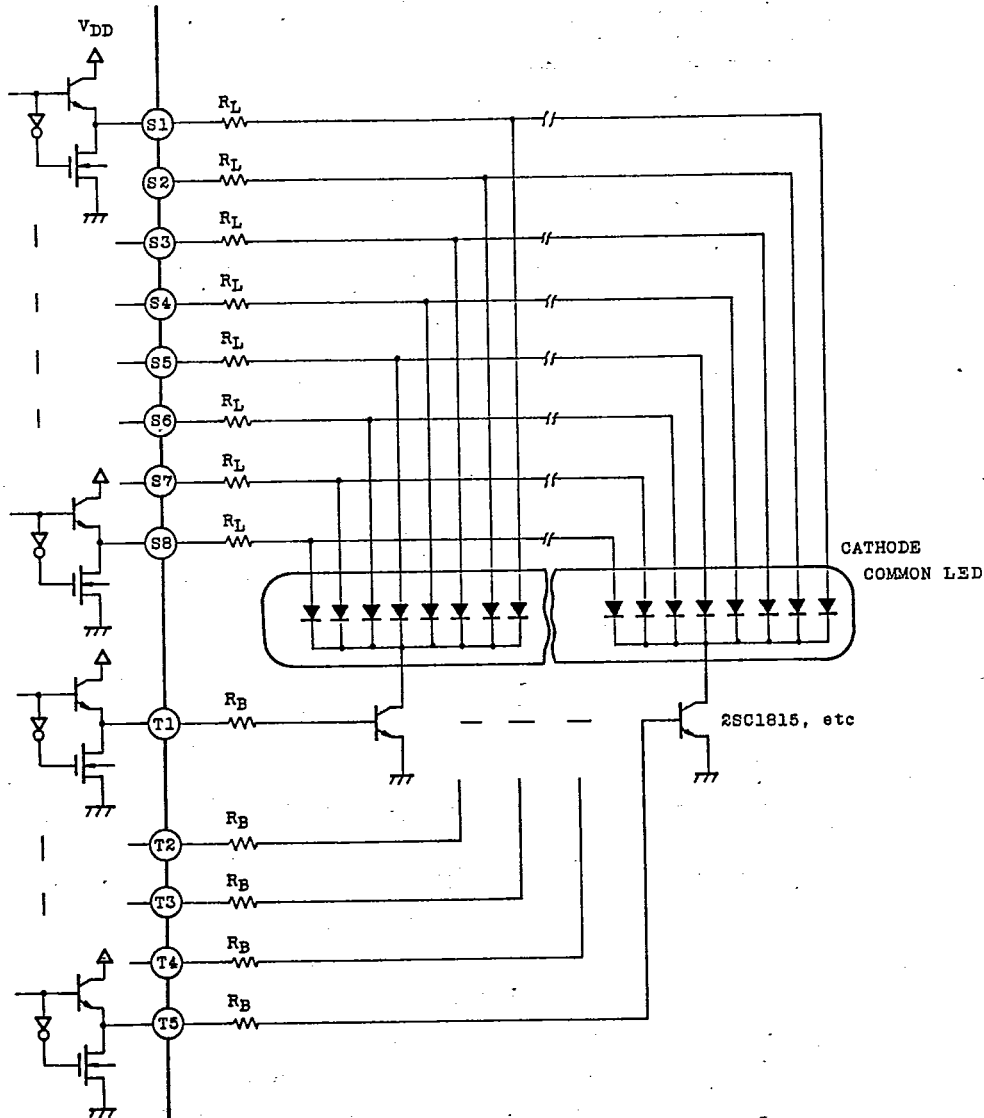 VDD
S1
RL
S2
RL
S3
RL
S4
RL
S5
RL
S6
RL
S7
RL
S8
RL
CATHODE
COMMON LED
T1
RB
2SC1815, etc
T2
RB
T3
RB
T4
RB
T5
RB